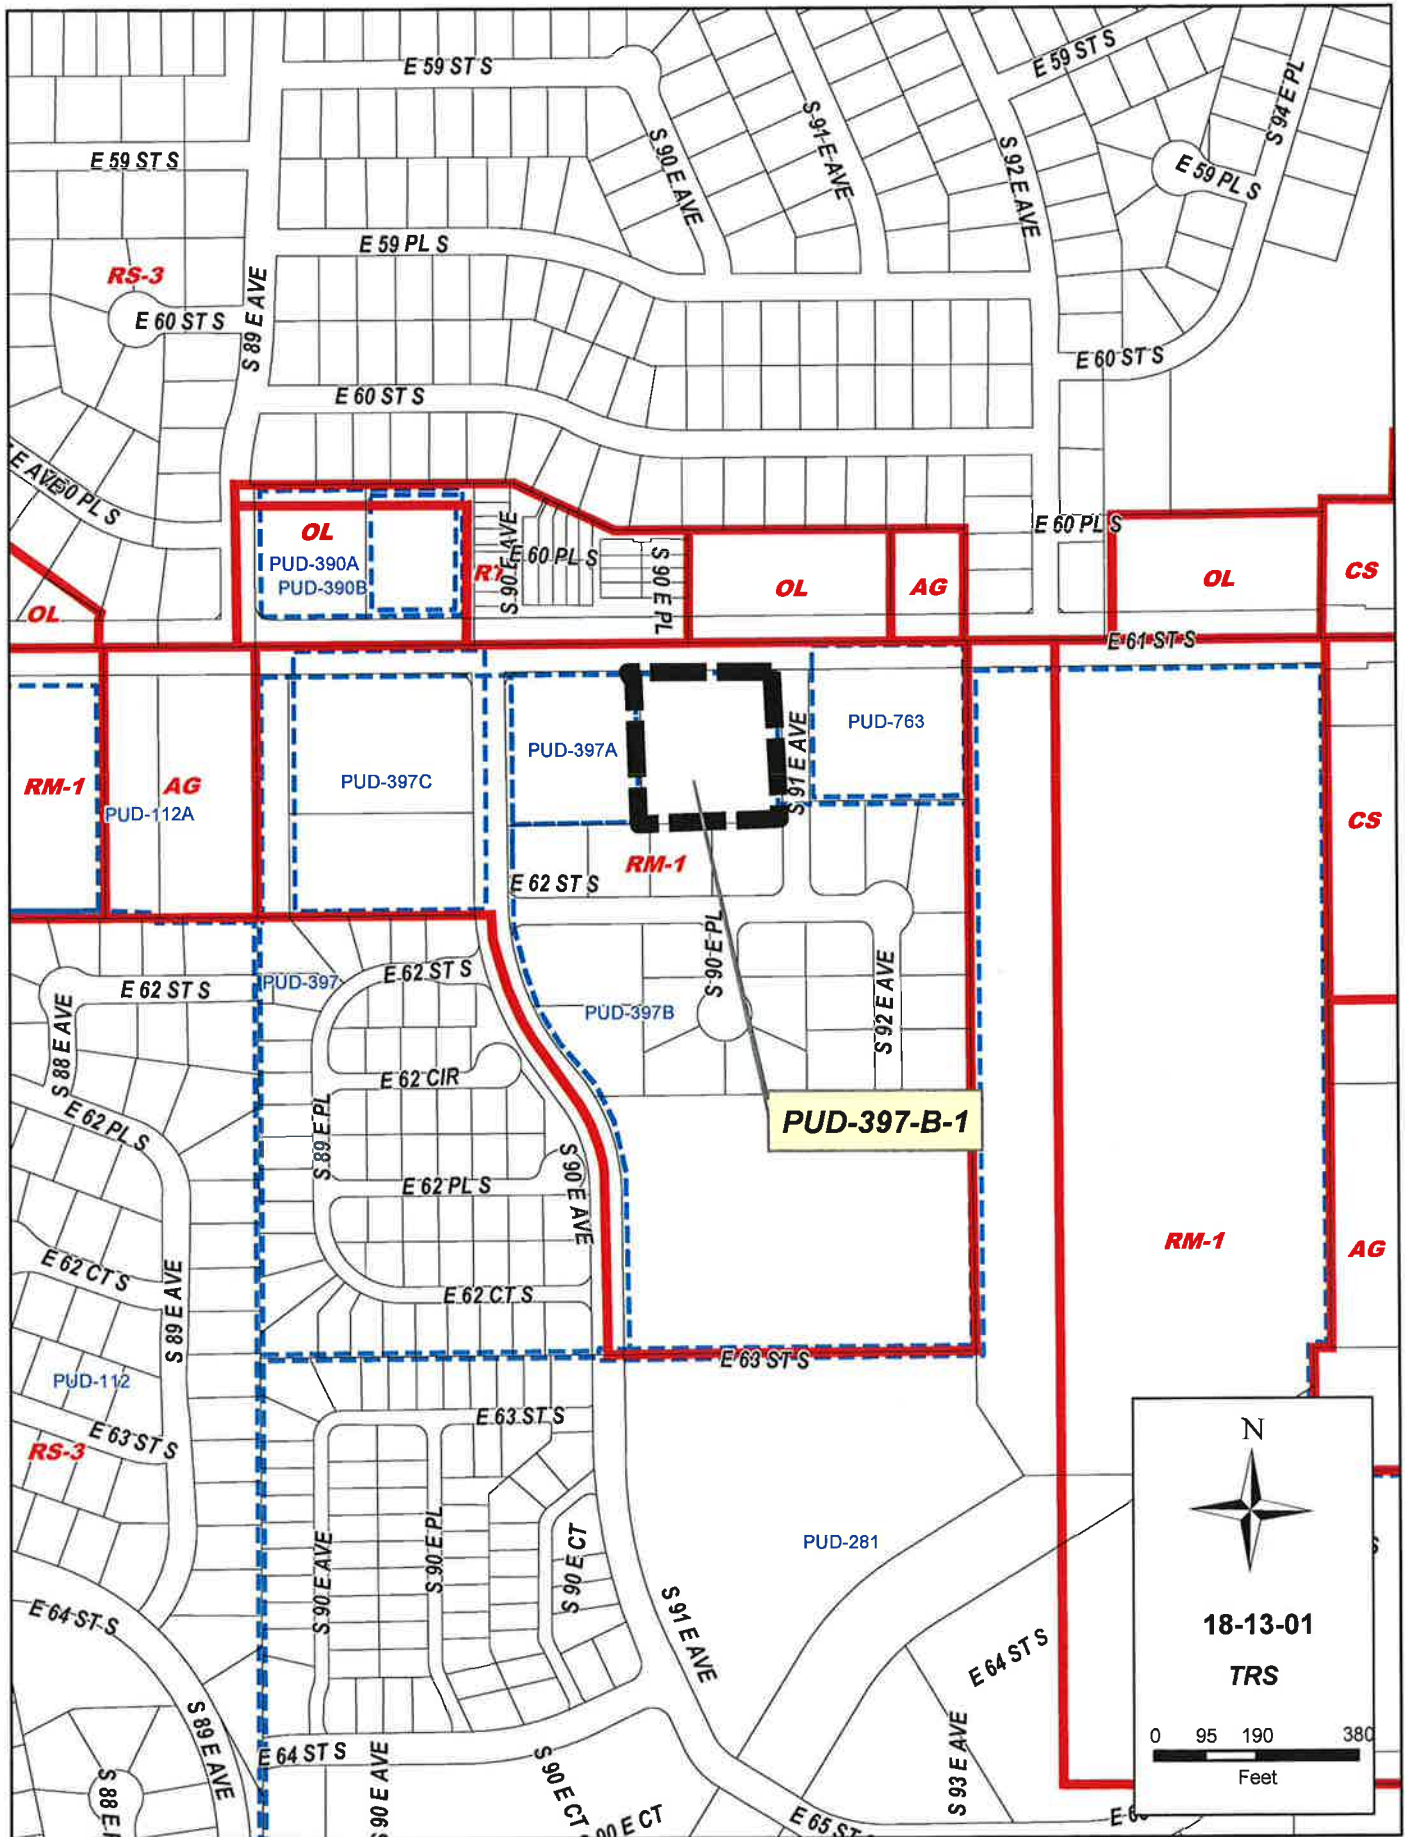 E 59 ST S
E 59 ST S
E 59 ST S
S 94 E PL
S 91 E AVE
S 90 E AVE
S 92 E AVE
E 59 PL S
E 59 PL S
RS-3
E 60 ST S
S 89 E AVE
E 60 ST S
E 60 ST S
E AVE
60 PL S
OL
PUD-390A
PUD-390B
S 90 E AVE
E 60 PL S
S 90 E PL
OL
AG
E 60 PL S
OL
CS
OL
E 61 ST S
RM-1
AG
PUD-112A
PUD-397C
PUD-397A
S 91 E AVE
PUD-763
CS
RM-1
E 62 ST S
S 90 E PL
S 92 E AVE
E 62 ST S
PUD-397
E 62 ST S
PUD-397B
S 88 E AVE
E 62 CIR
PUD-397-B-1
E 62 PL S
S 89 E PL
E 62 PL S
S 90 E AVE
RM-1
AG
E 62 CT S
S 89 E AVE
E 62 CT S
E 63 ST S
PUD-112
E 63 ST S
E 63 ST S
RS-3
S 90 E AVE
S 90 E PL
S 90 E CT
PUD-281
N
18-13-01
TRS
0 95 190 380
Feet
E 64 ST S
S 91 E AVE
E 64 ST S
S 89 E AVE
E 64 ST S
S 90 E AVE
S 90 E CT
S 93 E AVE
S 88 E
E CT
E 65 ST